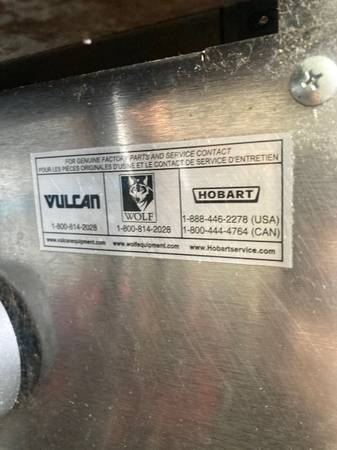 FOR GENUINE FACTORY PARTS AND SERVICE CONTACT
POUR LES PIÈCES ORIGINALES D'USINE ET LE CONTACT DE SERVICE D'ENTRETIEN
VULCAN
1-800-814-2028
www.vulcanequipment.com
WOLF
1-800-814-2028
www.wolfequipment.com
HOBART
1-888-446-2278 (USA)
1-800-444-4764 (CAN)
www.Hobartservice.com